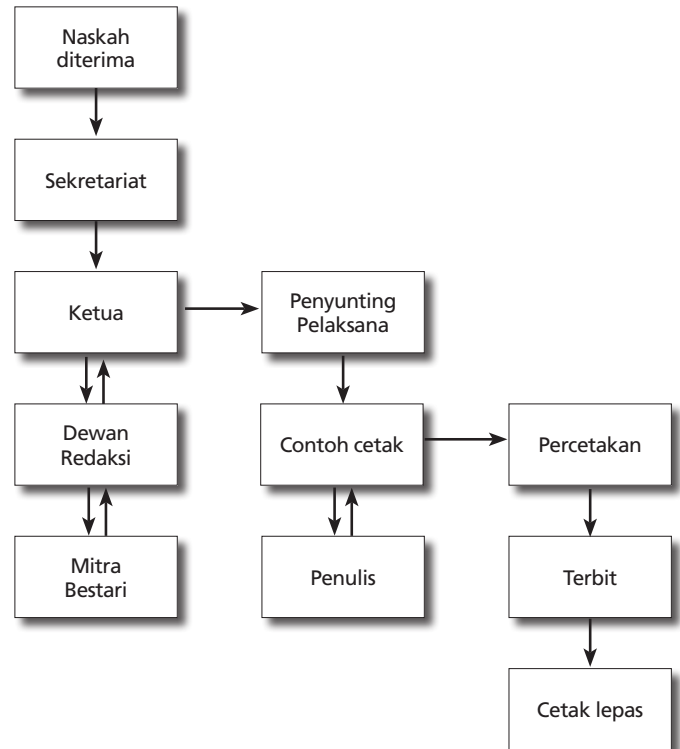 Naskah
diterima
Sekretariat
Ketua
Penyunting
Pelaksana
Dewan
Redaksi
Contoh cetak
Percetakan
Mitra
Bestari
Penulis
Terbit
Cetak lepas